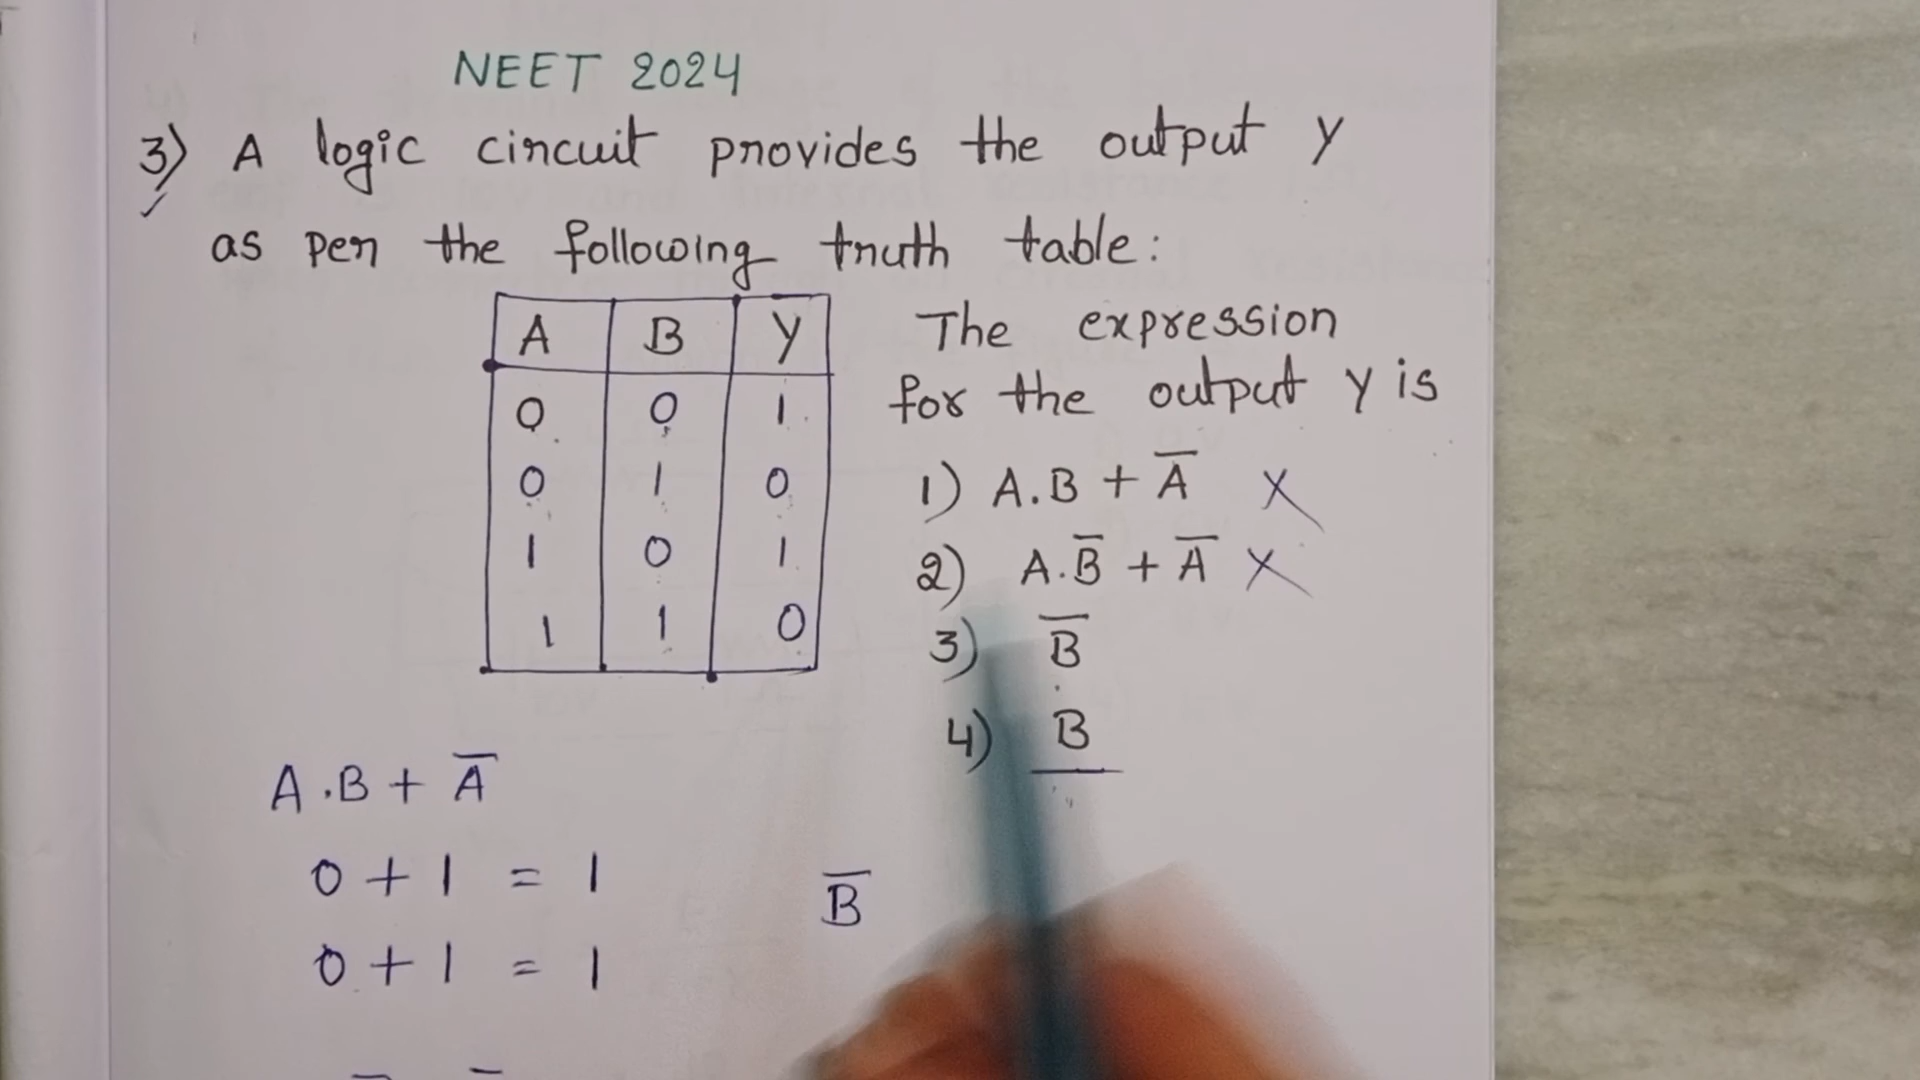 NEET 2024
3) A logic circuit provides the output Y
as per the following truth table:
A B Y
0 0 1
0 1 0
1 0 1
1 1 0
The expression
for the output Y is
1) A.B + A̅ X
2) A.B̅ + A̅ X
3) B̅
4) B
A.B + A̅
0 + 1 = 1
0 + 1 = 1
B̅